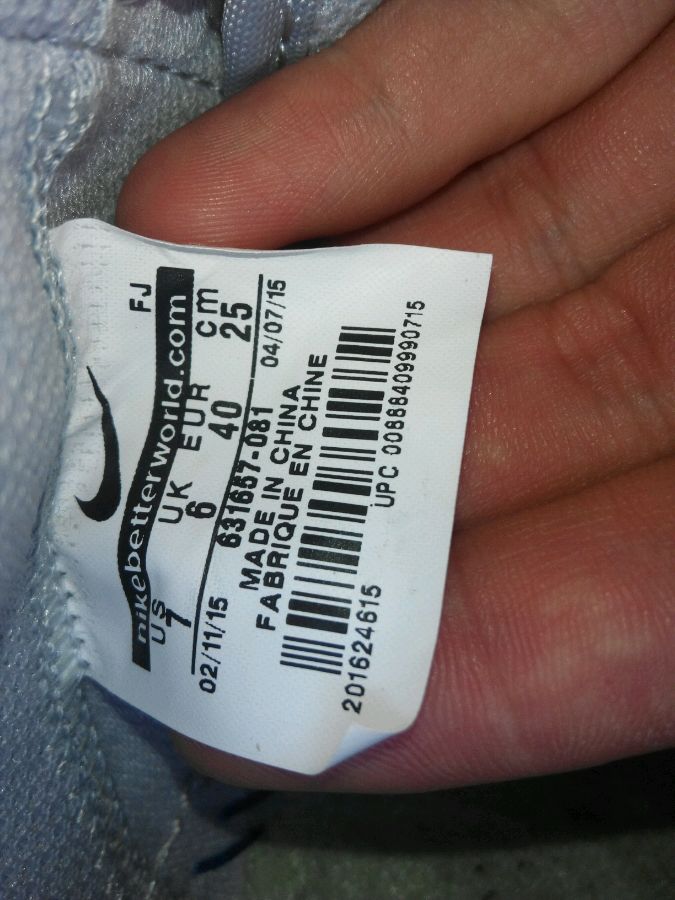 FJ
nikebetterworld.com
US UK EUR cm
7 6 40 25
02/11/15 631657-081 04/07/15
MADE IN CHINA
FABRIQUE EN CHINE
201624615 UPC 00888409990715